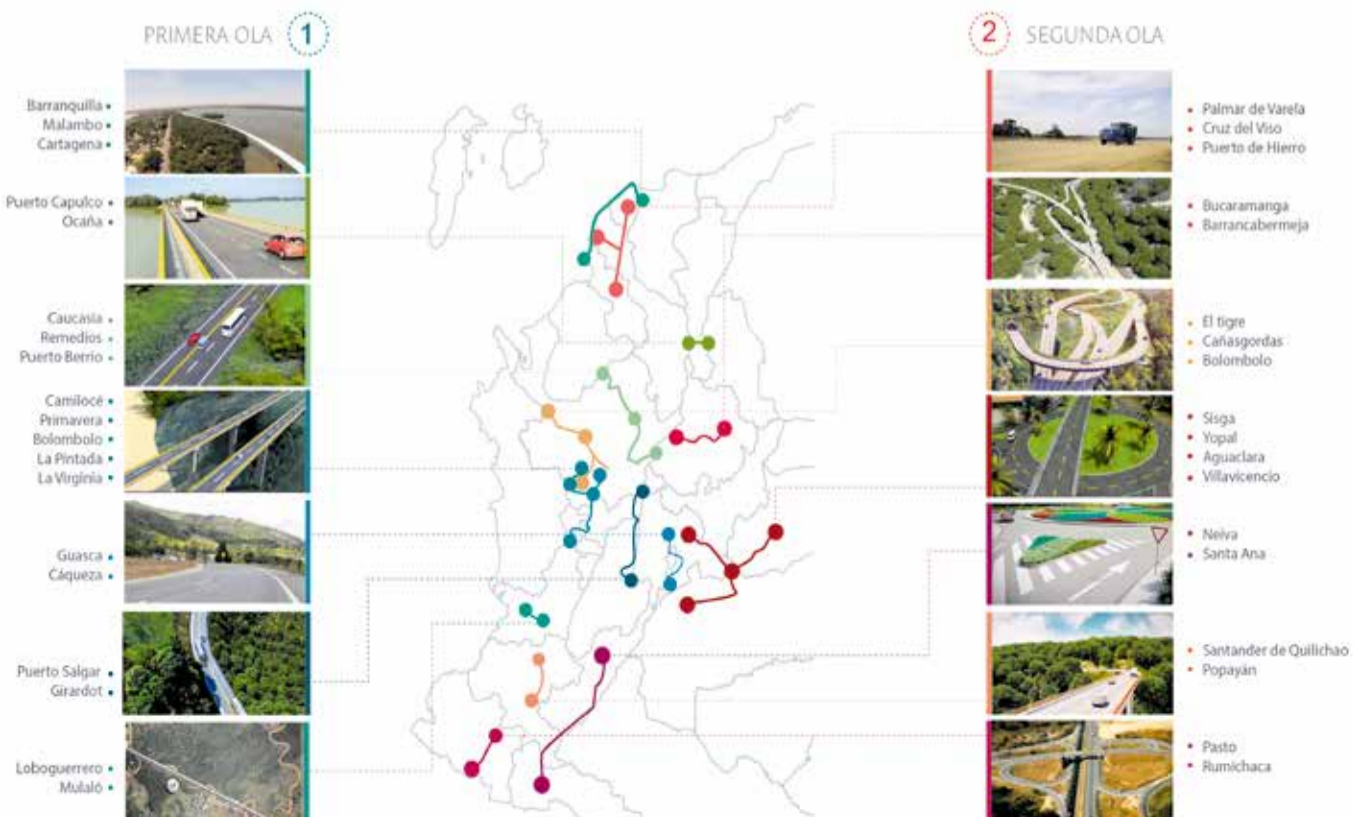 PRIMERA OLA
1
Barranquilla
Malambo
Cartagena
Puerto Capulco
Ocaña
Caucasia
Remedios
Puerto Berrio
Camilocé
Primavera
Bolombolo
La Pintada
La Virginia
Guasca
Cáqueza
Puerto Salgar
Girardot
Loboguerrero
Mulaló
2
SEGUNDA OLA
Palmar de Varela
Cruz del Viso
Puerto de Hierro
Bucaramanga
Barrancabermeja
El tigre
Cañasgordas
Bolombolo
Sisga
Yopal
Aguaclara
Villavicencio
Neiva
Santa Ana
Santander de Quilichao
Popayán
Pasto
Rumichaca